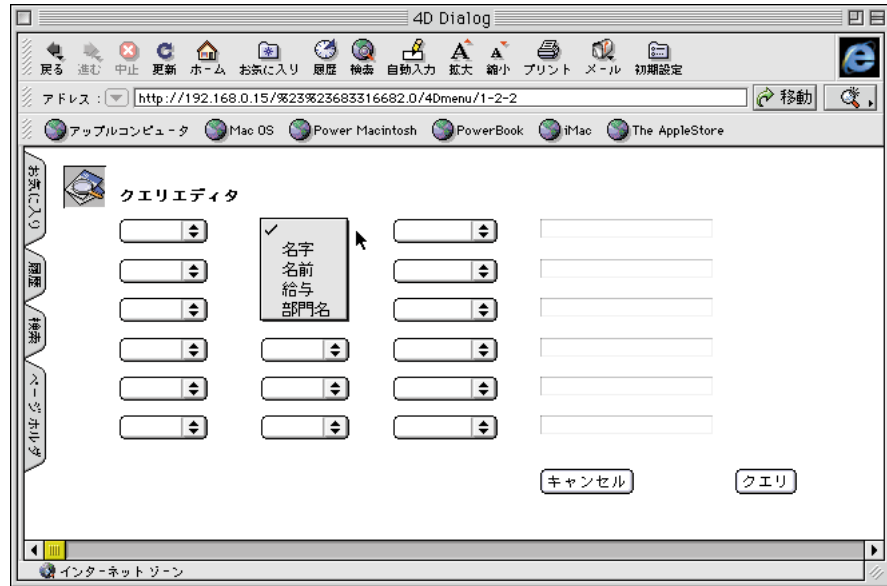 4D Dialog
戻る 進む 中止 更新 ホーム お気に入り 履歴 検索 自動入力 拡大 縮小 プリント メール 初期設定
アドレス: http://192.168.0.15/%23%23683316682.0/4Dmenu/1-2-2 移動
アップルコンピュータ Mac OS Power Macintosh PowerBook iMac The AppleStore
お気に入り
履歴
検索
ページホルダ
クエリエディタ
✓
名字
名前
給与
部門名
キャンセル クエリ
インターネットゾーン